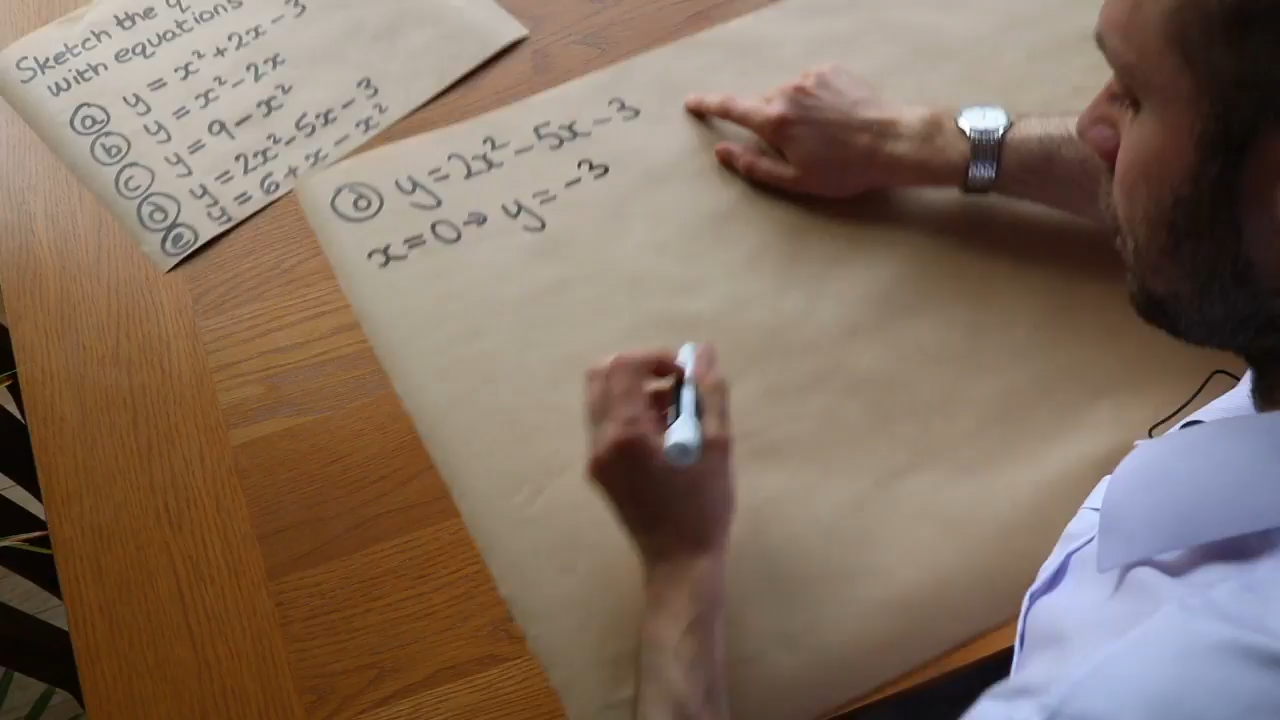 Sketch the
with equations
(a) y = x² + 2x - 3
(b) y = x² - 2x
(c) y = 9 - x²
(d) y = 2x² - 5x - 3
(e) y = 6 + x - x²
(d) y = 2x² - 5x - 3
x = 0 ⇒ y = -3